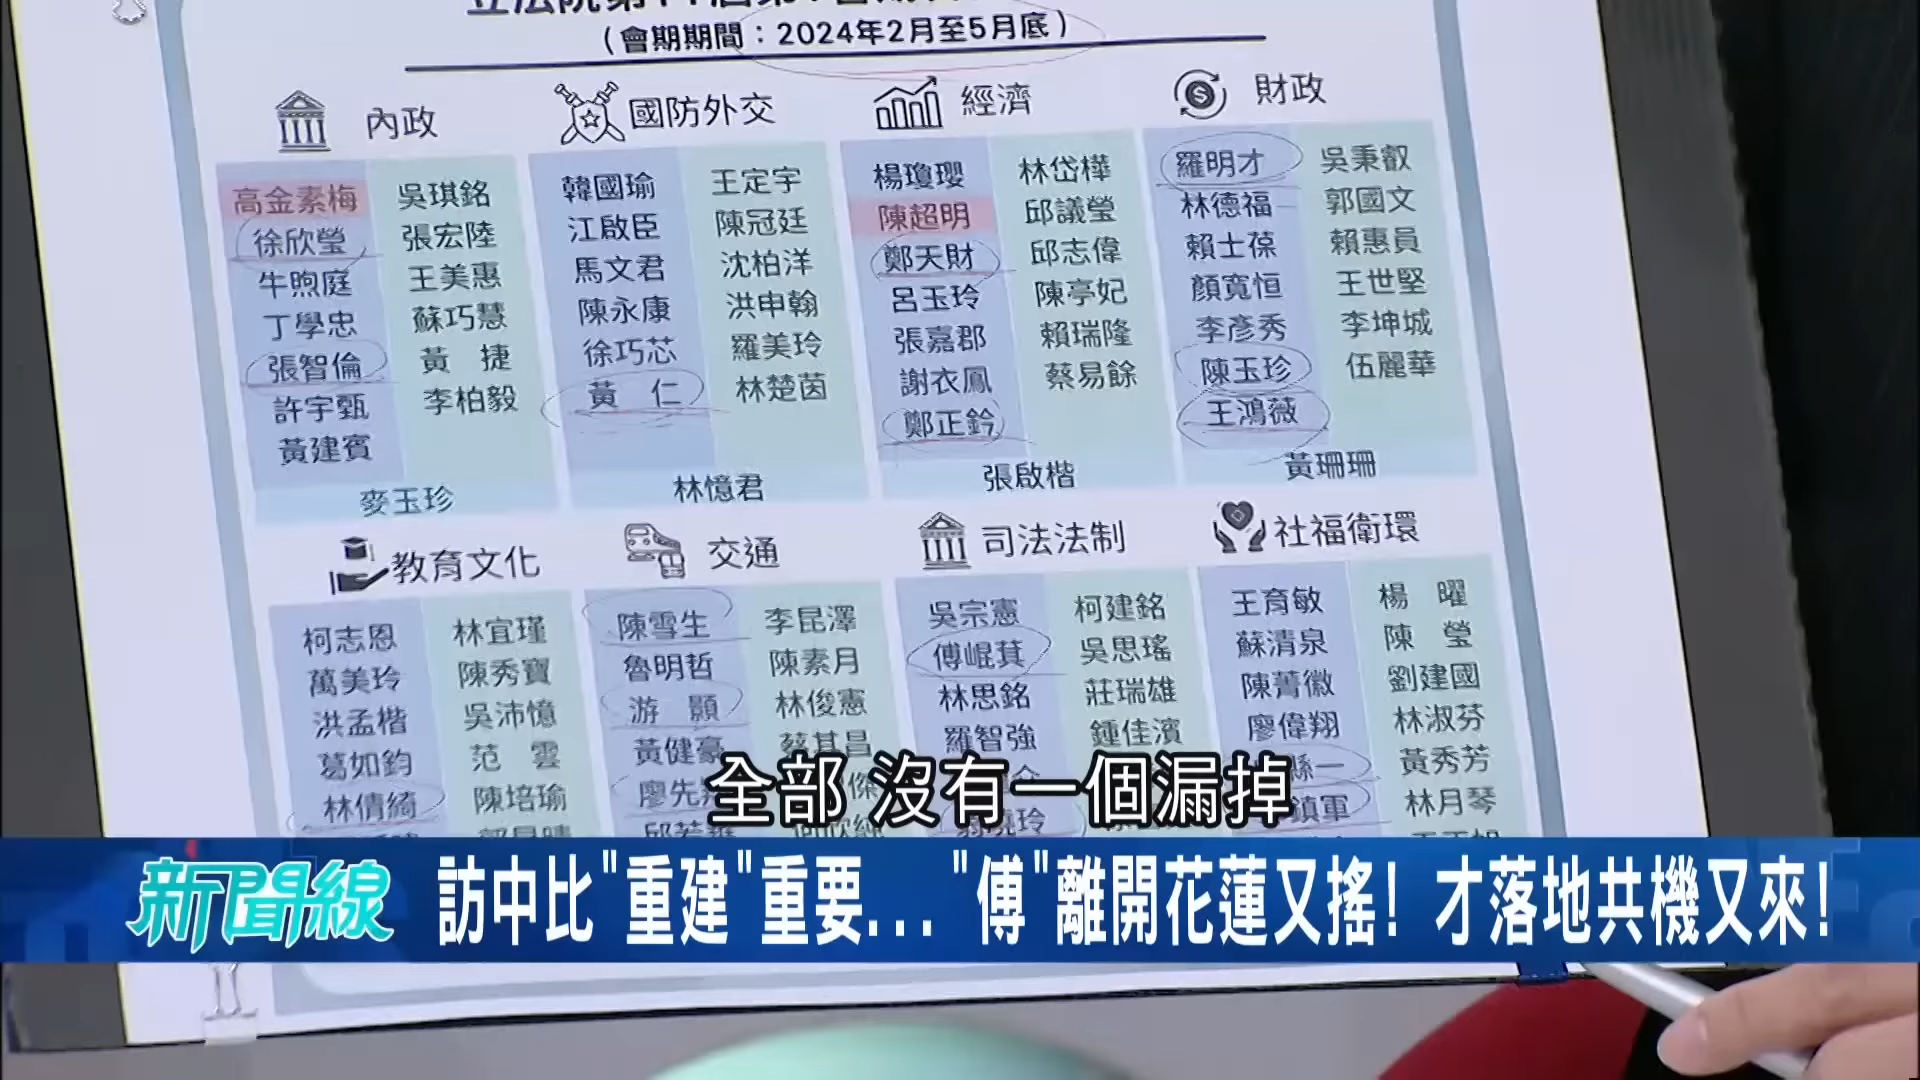 (會期期間：2024年2月至5月底)
內政
國防外交
經濟
財政
高金素梅 吳琪銘
徐欣瑩 張宏陸
牛煦庭 王美惠
丁學忠 蘇巧慧
張智倫 黃 捷
許宇甄 李柏毅
黃建賓
麥玉珍
韓國瑜 王定宇
江啟臣 陳冠廷
馬文君 沈柏洋
陳永康 洪申翰
徐巧芯 羅美玲
黃 仁 林楚茵
林憶君
楊瓊瓔 林岱樺
陳超明 邱議瑩
鄭天財 邱志偉
呂玉玲 陳亭妃
張嘉郡 賴瑞隆
謝衣鳳 蔡易餘
鄭正鈐
張啟楷
羅明才 吳秉叡
林德福 郭國文
賴士葆 賴惠員
顏寬恒 王世堅
李彥秀 李坤城
陳玉珍 伍麗華
王鴻薇
黃珊珊
教育文化
交通
司法法制
社福衛環
柯志恩 林宜瑾
萬美玲 陳秀寶
洪孟楷 吳沛憶
葛如鈞 范 雲
林倩綺 陳培瑜
陳雪生 李昆澤
魯明哲 陳素月
游 顥 林俊憲
黃健豪 蔡其昌
廖先
吳宗憲 柯建銘
傅崐萁 吳思瑤
林思銘 莊瑞雄
羅智強 鍾佳濱
王育敏 楊 曜
蘇清泉 陳 瑩
陳菁徽 劉建國
廖偉翔 林淑芬
縣一 黃秀芳
鎮軍 林月琴
全部 沒有一個漏掉
新聞線
訪中比"重建"重要... "傅"離開花蓮又搖! 才落地共機又來!